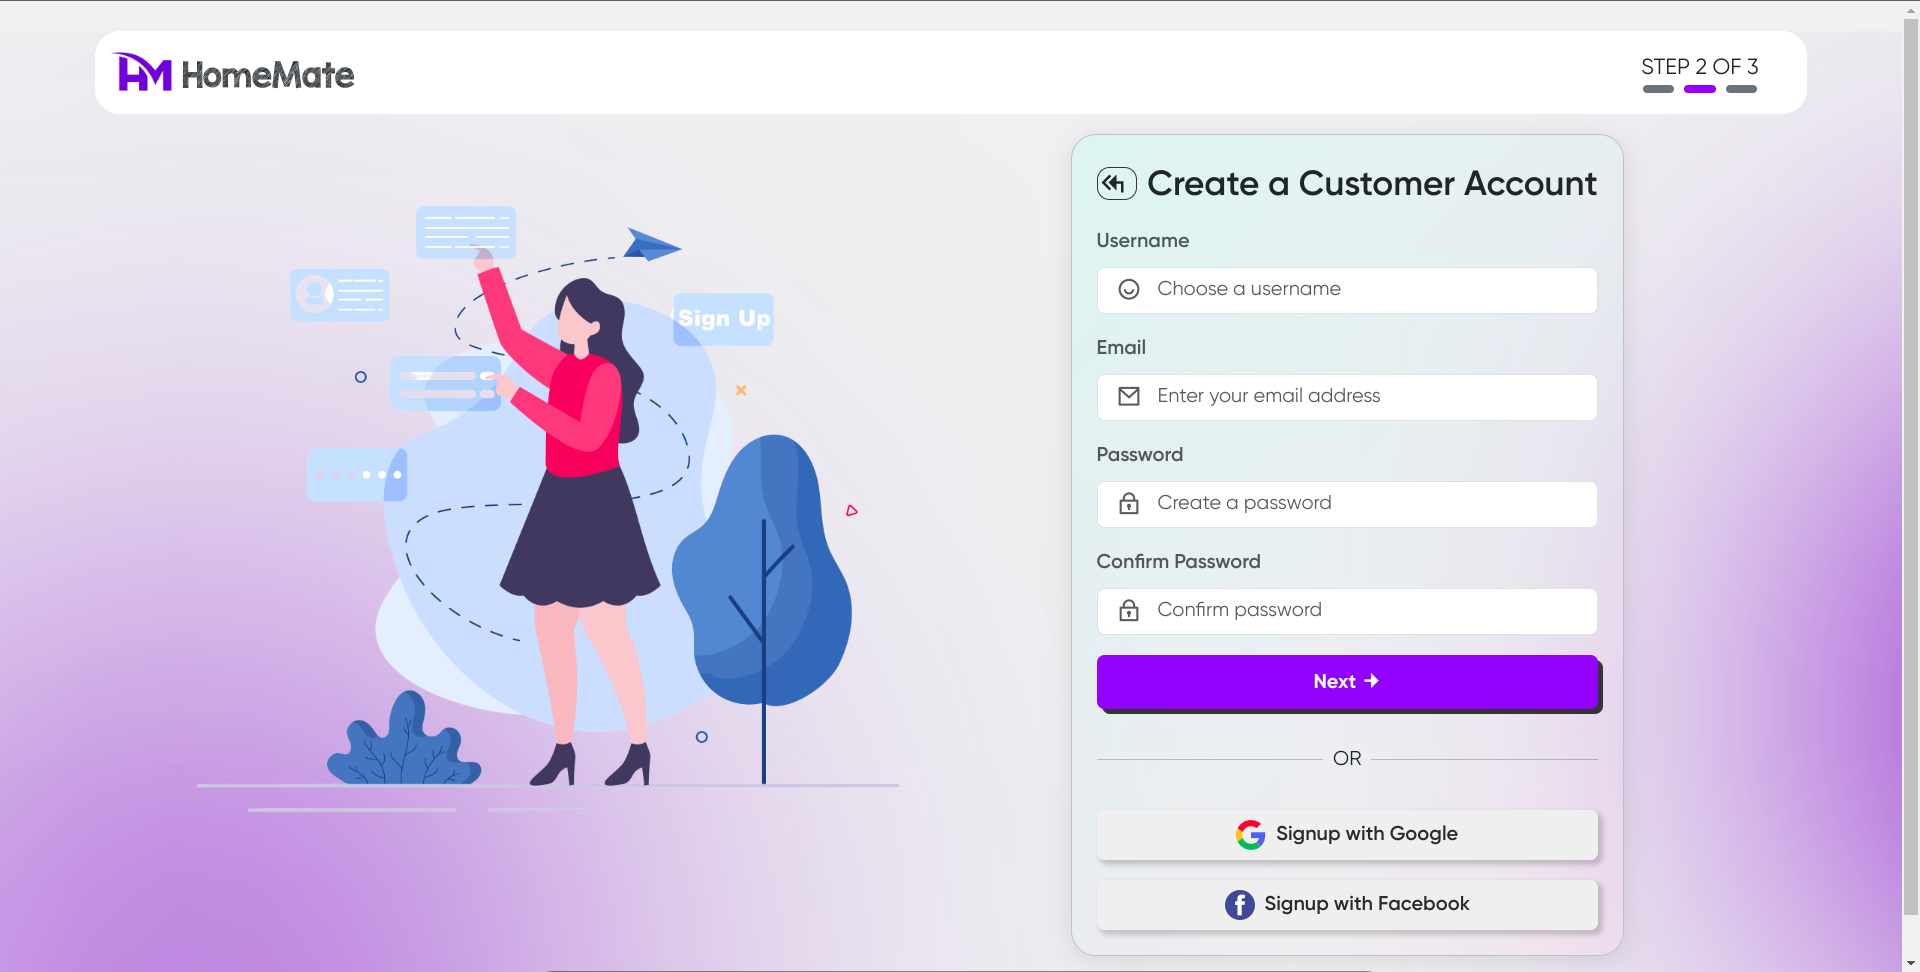 HomeMate
STEP 2 OF 3
Sign Up
Create a Customer Account
Username
Choose a username
Email
Enter your email address
Password
Create a password
Confirm Password
Confirm password
Next
OR
Signup with Google
Signup with Facebook